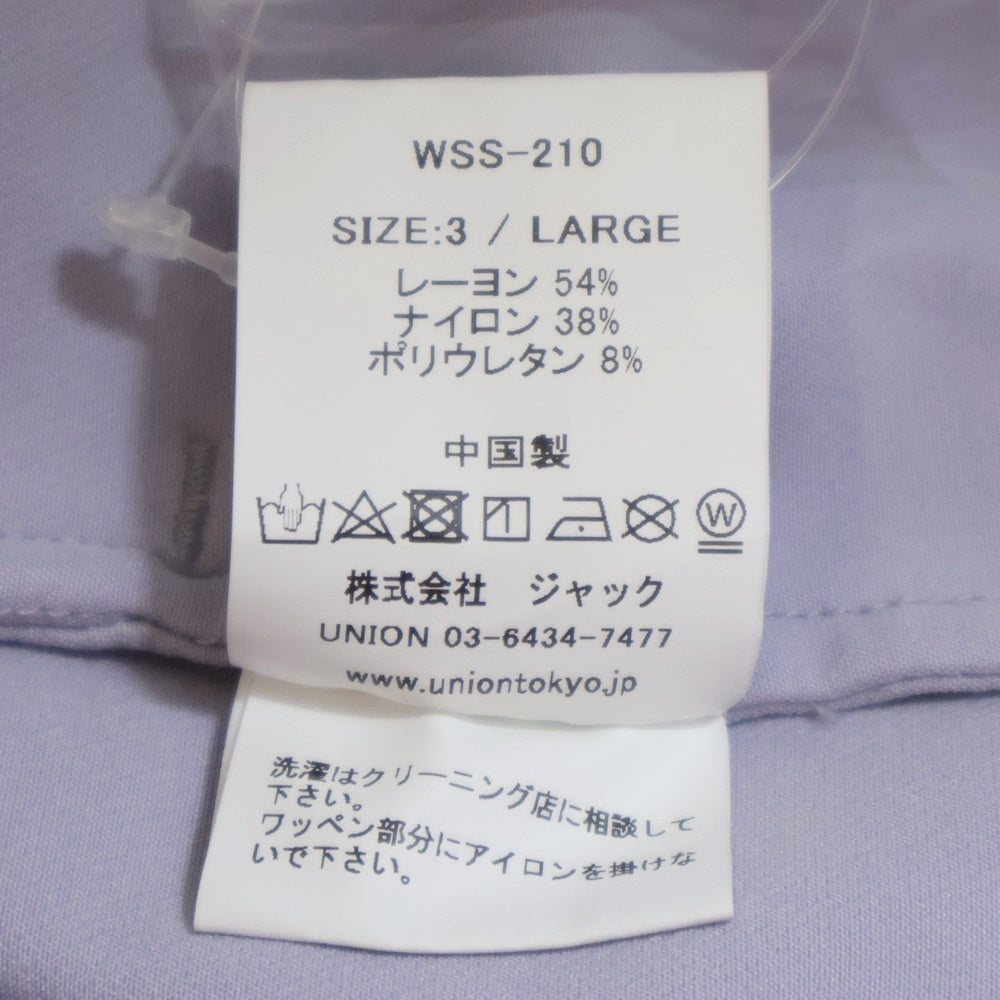 WSS-210
SIZE:3 / LARGE
レーヨン 54%
ナイロン 38%
ポリウレタン 8%
中国製
W
株式会社 ジャック
UNION 03-6434-7477
www.uniontokyo.jp
洗濯はクリーニング店に相談して
下さい。
ワッペン部分にアイロンを掛けな
いで下さい。